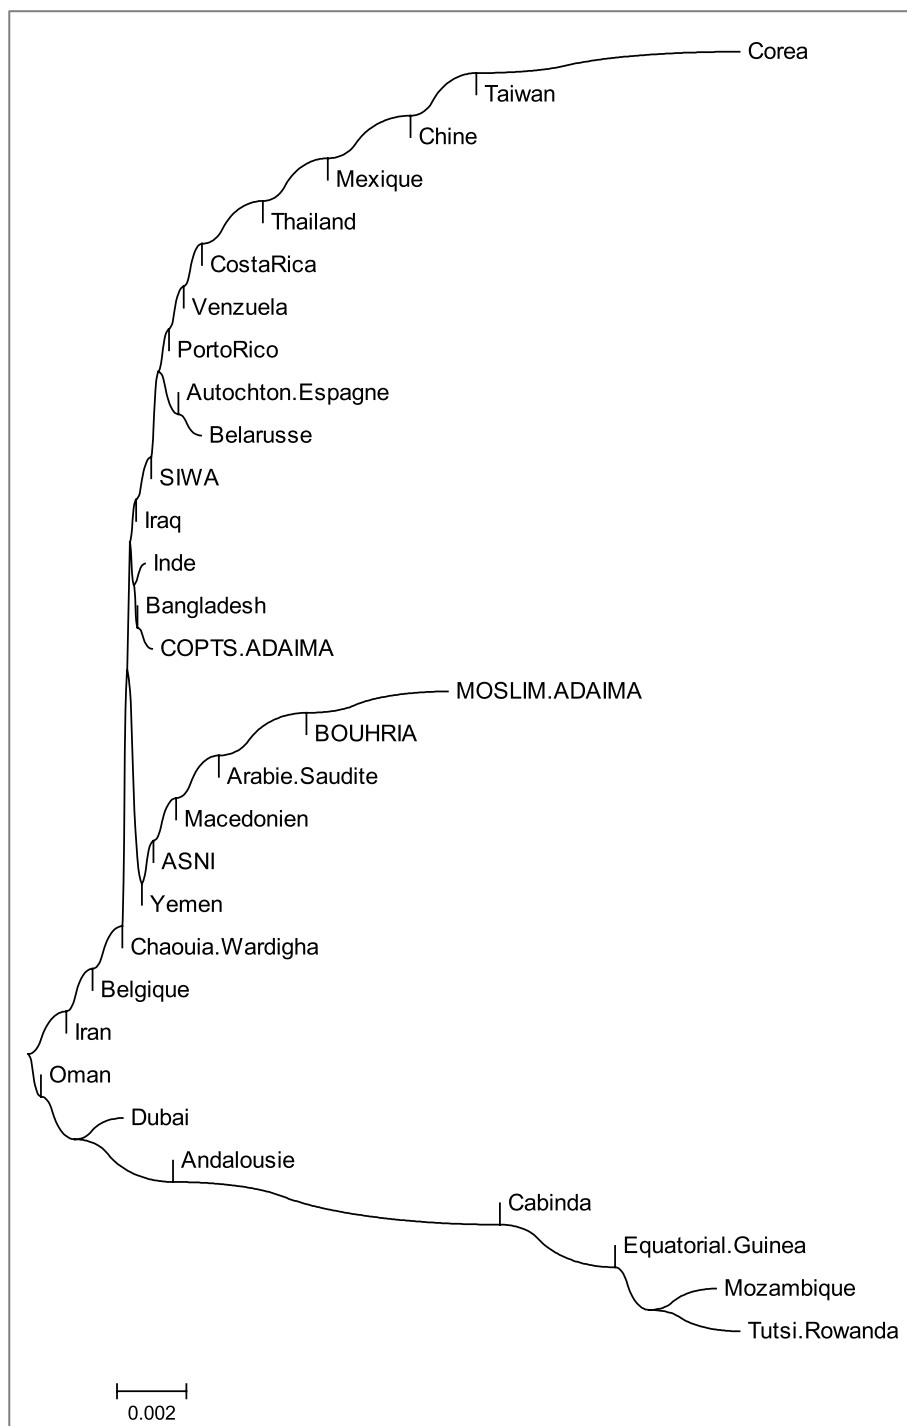 Corea
Taiwan
Chine
Mexique
Thailand
CostaRica
Venzuela
PortoRico
Autochton.Espagne
Belarusse
SIWA
Iraq
Inde
Bangladesh
COPTS.ADAIMA
MOSLIM.ADAIMA
BOUHRIA
Arabie.Saudite
Macedonien
ASNI
Yemen
Chaouia.Wardigha
Belgique
Iran
Oman
Dubai
Andalousie
Cabinda
Equatorial.Guinea
Mozambique
Tutsi.Rowanda
0.002